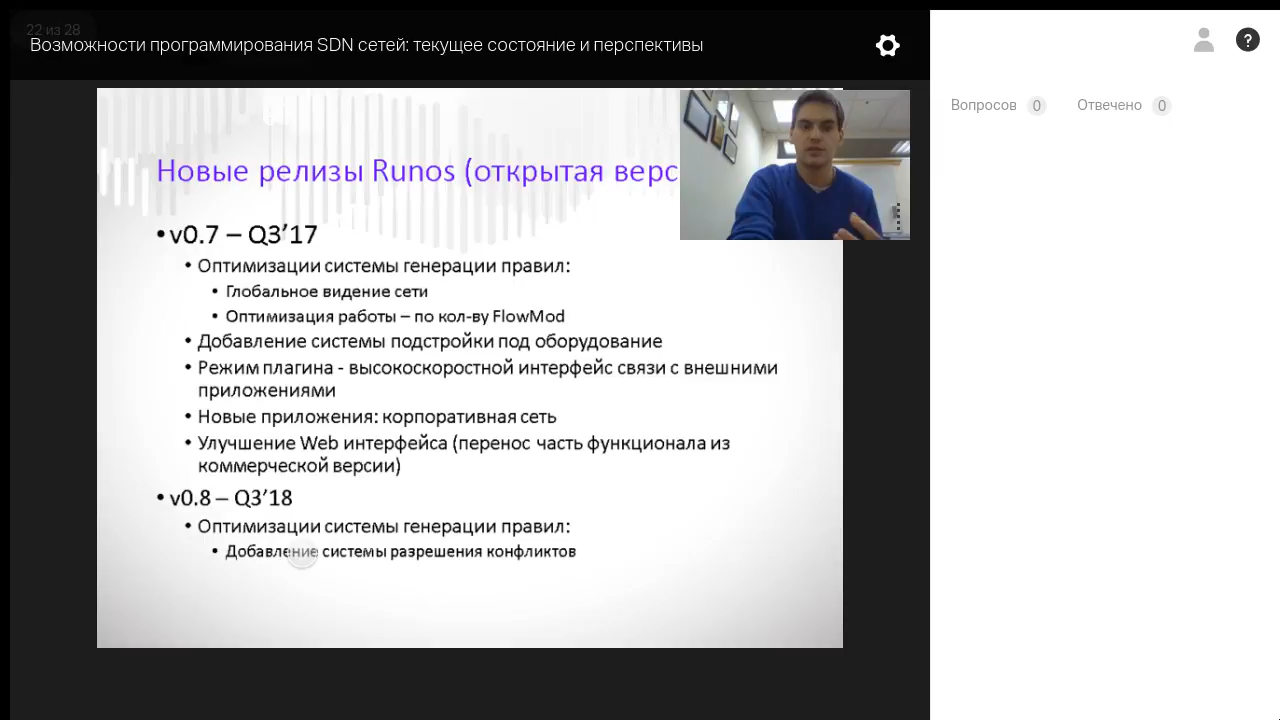 22 из 28
Возможности программирования SDN сетей: текущее состояние и перспективы
?
Вопросов 0 Отвечено 0
Новые релизы Runos (открытая верс
• v0.7 – Q3’17
• Оптимизации системы генерации правил:
• Глобальное видение сети
• Оптимизация работы – по кол-ву FlowMod
• Добавление системы подстройки под оборудование
• Режим плагина - высокоскоростной интерфейс связи с внешними
приложениями
• Новые приложения: корпоративная сеть
• Улучшение Web интерфейса (перенос часть функционала из
коммерческой версии)
• v0.8 – Q3’18
• Оптимизации системы генерации правил:
• Добавление системы разрешения конфликтов